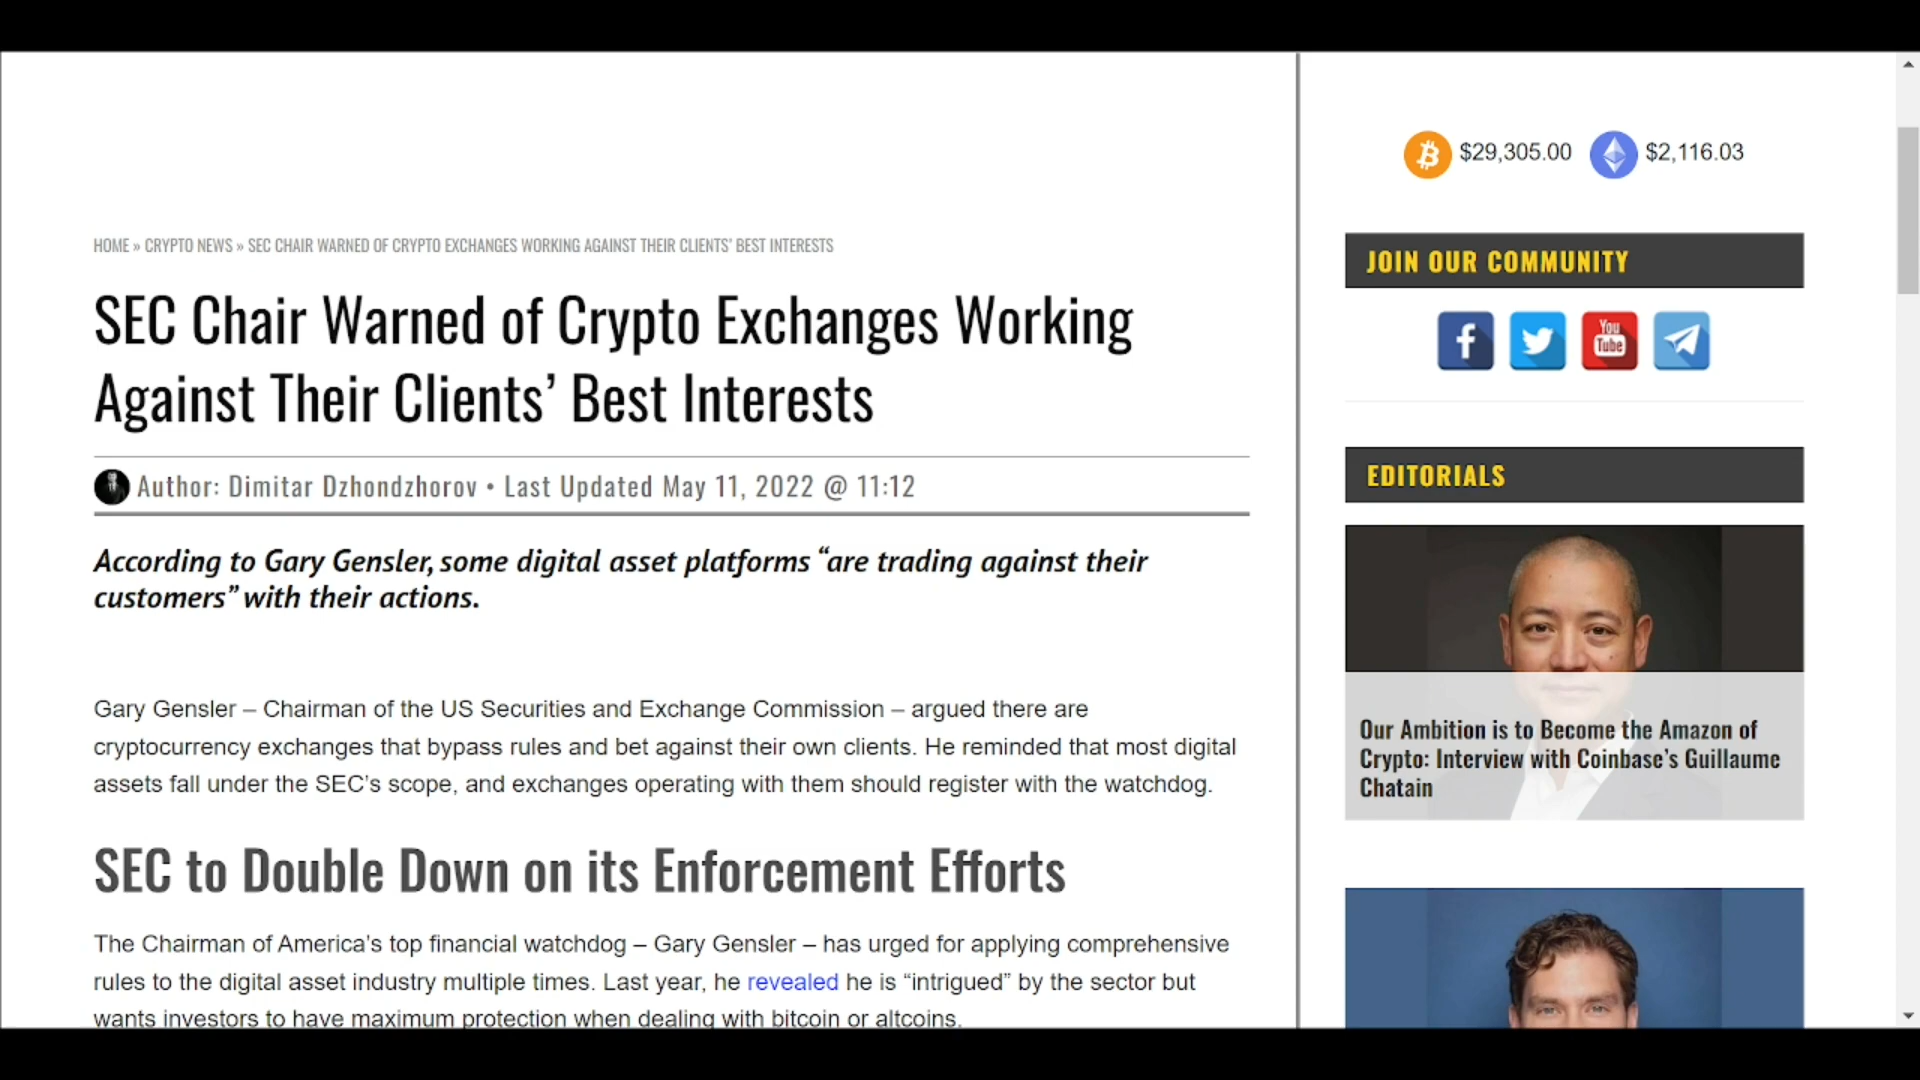 $29,305.00 $2,116.03
HOME » CRYPTO NEWS » SEC CHAIR WARNED OF CRYPTO EXCHANGES WORKING AGAINST THEIR CLIENTS’ BEST INTERESTS
SEC Chair Warned of Crypto Exchanges Working
Against Their Clients’ Best Interests
Author: Dimitar Dzhondzhorov • Last Updated May 11, 2022 @ 11:12
According to Gary Gensler, some digital asset platforms “are trading against their
customers” with their actions.
Gary Gensler – Chairman of the US Securities and Exchange Commission – argued there are
cryptocurrency exchanges that bypass rules and bet against their own clients. He reminded that most digital
assets fall under the SEC’s scope, and exchanges operating with them should register with the watchdog.
SEC to Double Down on its Enforcement Efforts
The Chairman of America’s top financial watchdog – Gary Gensler – has urged for applying comprehensive
rules to the digital asset industry multiple times. Last year, he revealed he is “intrigued” by the sector but
wants investors to have maximum protection when dealing with bitcoin or altcoins.
JOIN OUR COMMUNITY
You
Tube
EDITORIALS
Our Ambition is to Become the Amazon of
Crypto: Interview with Coinbase’s Guillaume
Chatain